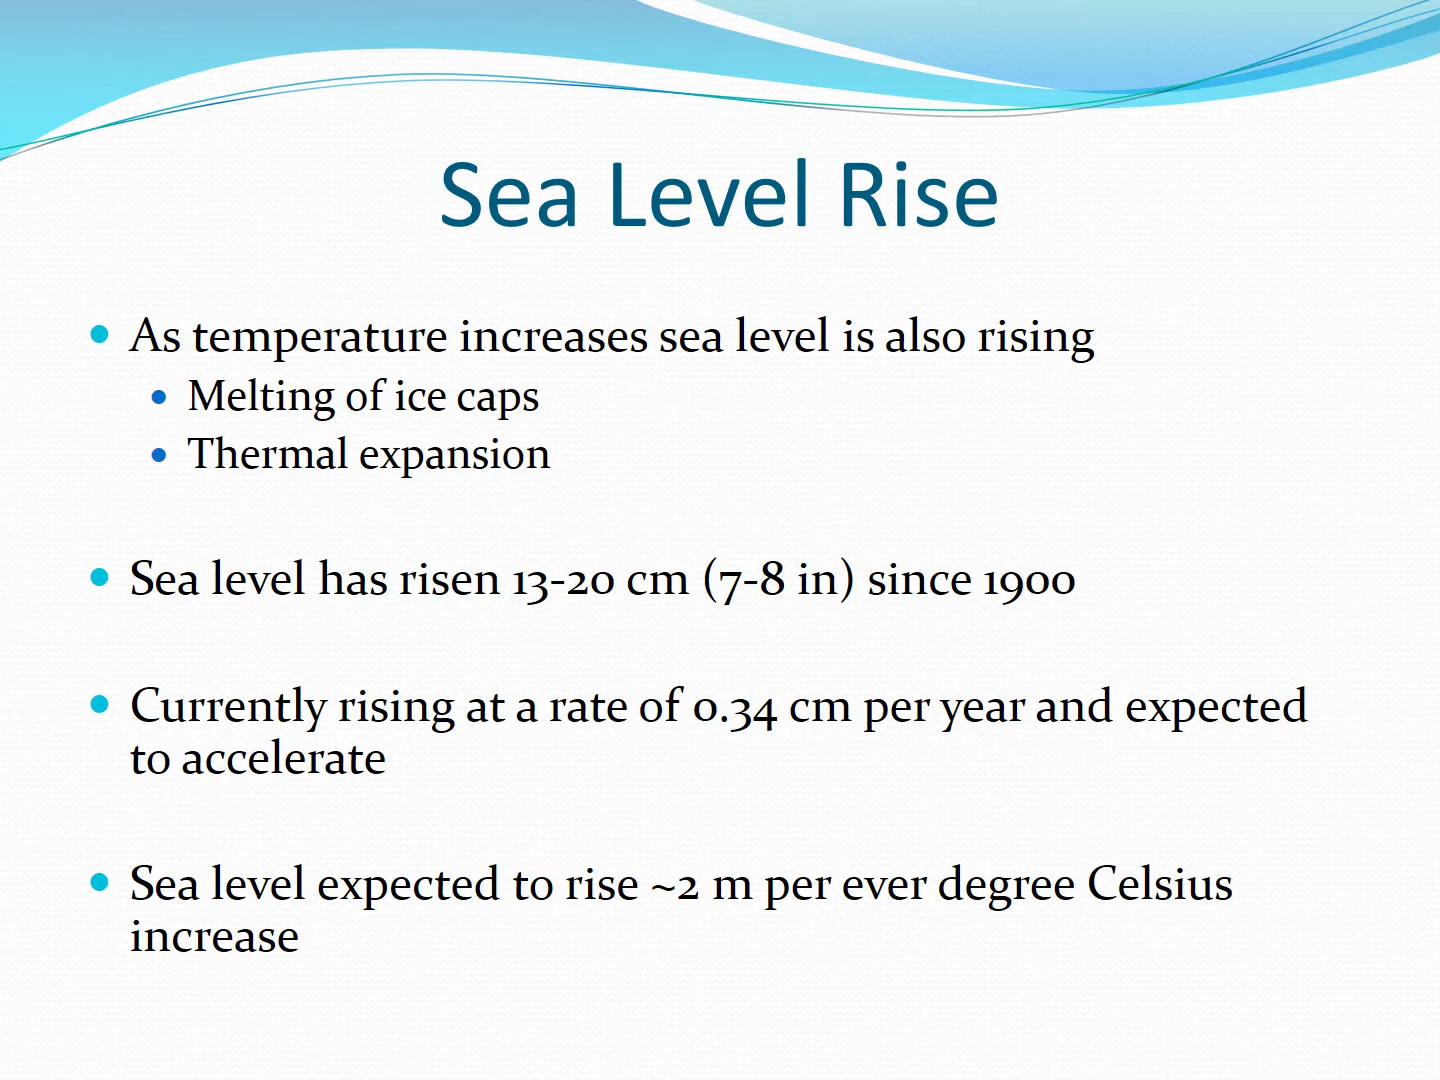 Sea Level Rise
As temperature increases sea level is also rising
Melting of ice caps
Thermal expansion
Sea level has risen 13-20 cm (7-8 in) since 1900
Currently rising at a rate of 0.34 cm per year and expected
to accelerate
Sea level expected to rise ~2 m per ever degree Celsius
increase